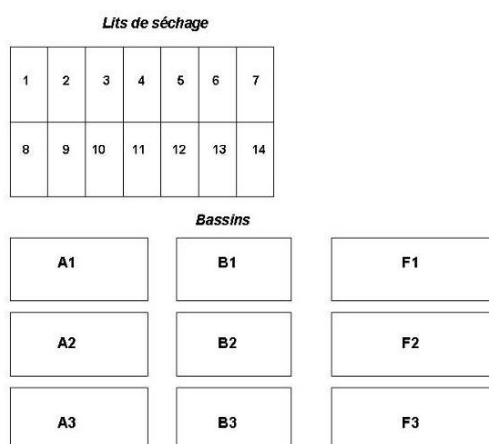 Lits de séchage
1 2 3 4 5 6 7
8 9 10 11 12 13 14
Bassins
A1 B1 F1
A2 B2 F2
A3 B3 F3